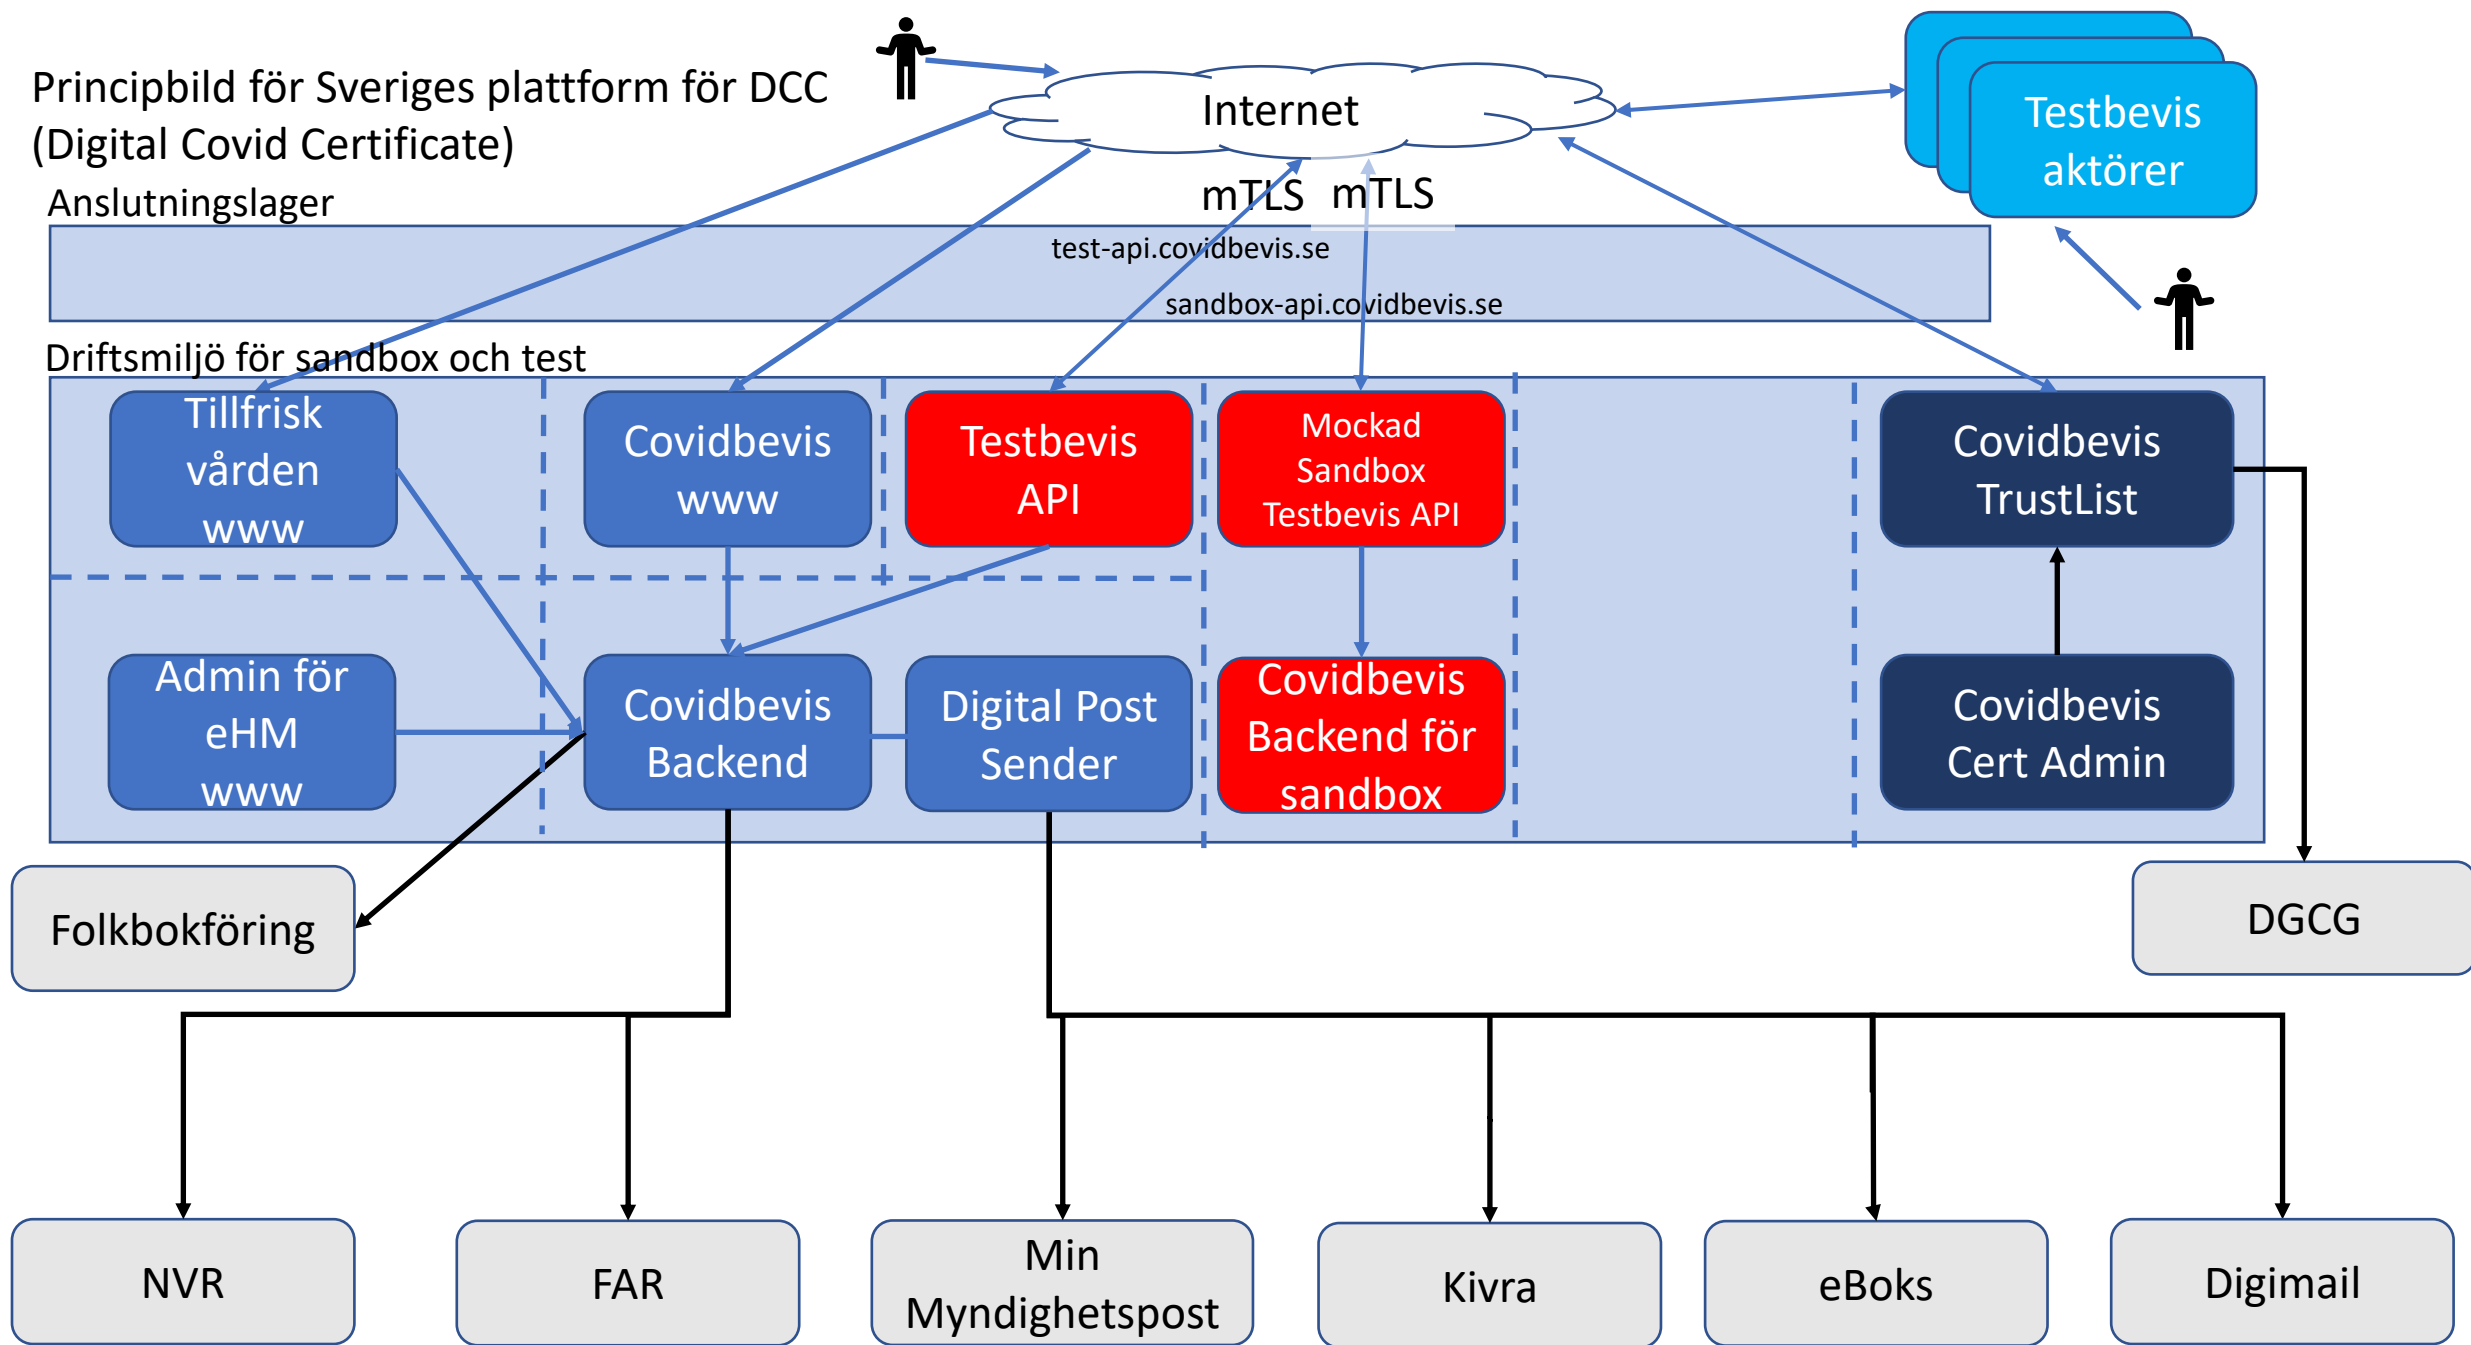 Principbild för Sveriges plattform för DCC
(Digital Covid Certificate)
Internet
Testbevis
aktörer
Anslutningslager
mTLS
mTLS
test-api.covidbevis.se
sandbox-api.covidbevis.se
Driftsmiljö för sandbox och test
Tillfrisk
vården
www
Covidbevis
www
Testbevis
API
Mockad
Sandbox
Testbevis API
Covidbevis
TrustList
Admin för
eHM
www
Covidbevis
Backend
Digital Post
Sender
Covidbevis
Backend för
sandbox
Covidbevis
Cert Admin
Folkbokföring
DGCG
NVR
FAR
Min
Myndighetspost
Kivra
eBoks
Digimail